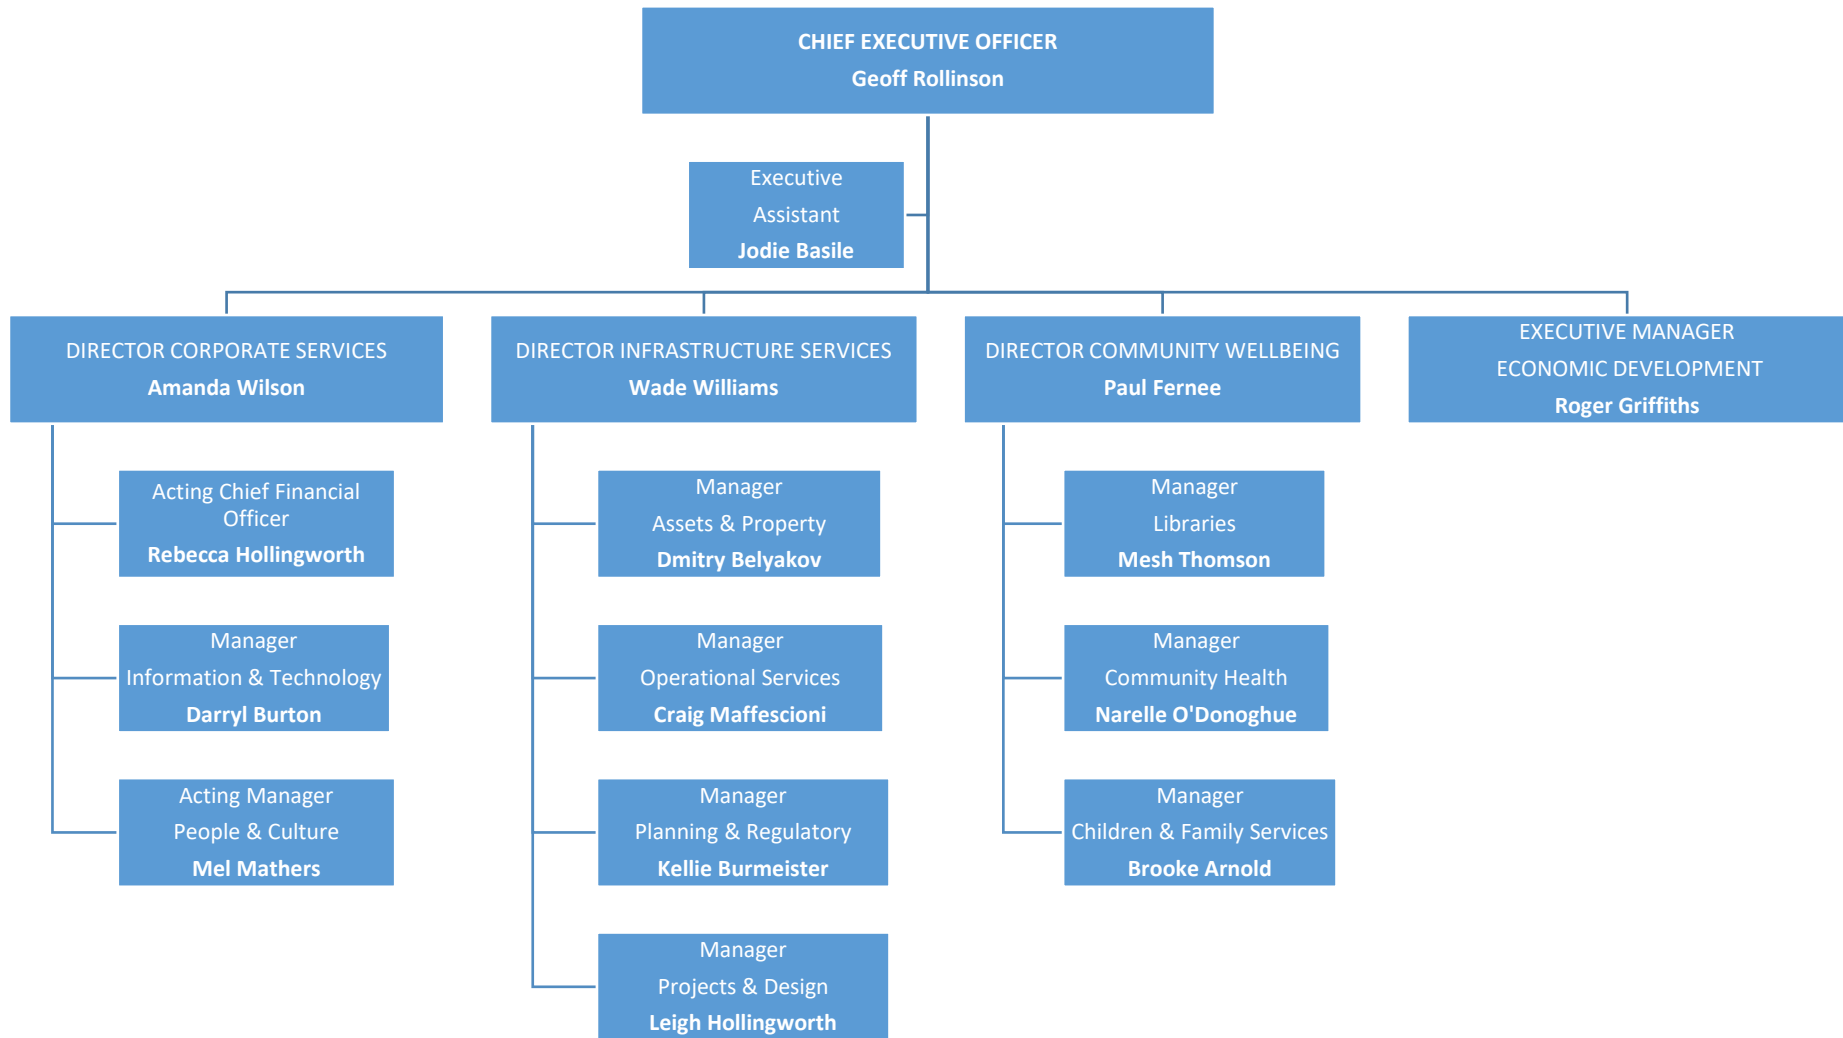 CHIEF EXECUTIVE OFFICER
Geoff Rollinson
Executive
Assistant
Jodie Basile
DIRECTOR CORPORATE SERVICES
Amanda Wilson
DIRECTOR INFRASTRUCTURE SERVICES
Wade Williams
DIRECTOR COMMUNITY WELLBEING
Paul Fernee
EXECUTIVE MANAGER
ECONOMIC DEVELOPMENT
Roger Griffiths
Acting Chief Financial
Officer
Rebecca Hollingworth
Manager
Information & Technology
Darryl Burton
Acting Manager
People & Culture
Mel Mathers
Manager
Assets & Property
Dmitry Belyakov
Manager
Operational Services
Craig Maffescioni
Manager
Planning & Regulatory
Kellie Burmeister
Manager
Projects & Design
Leigh Hollingworth
Manager
Libraries
Mesh Thomson
Manager
Community Health
Narelle O'Donoghue
Manager
Children & Family Services
Brooke Arnold